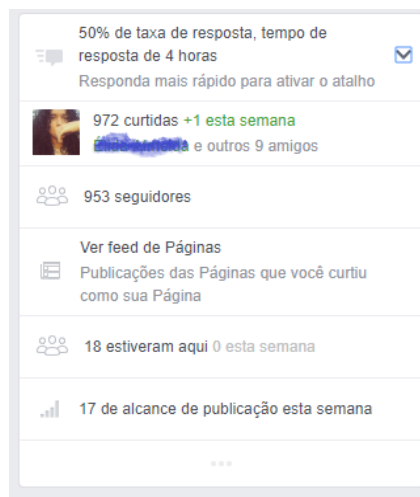 50% de taxa de resposta, tempo de
resposta de 4 horas
Responda mais rápido para ativar o atalho
972 curtidas +1 esta semana
e outros 9 amigos
953 seguidores
Ver feed de Páginas
Publicações das Páginas que você curtiu
como sua Página
18 estiveram aqui 0 esta semana
17 de alcance de publicação esta semana